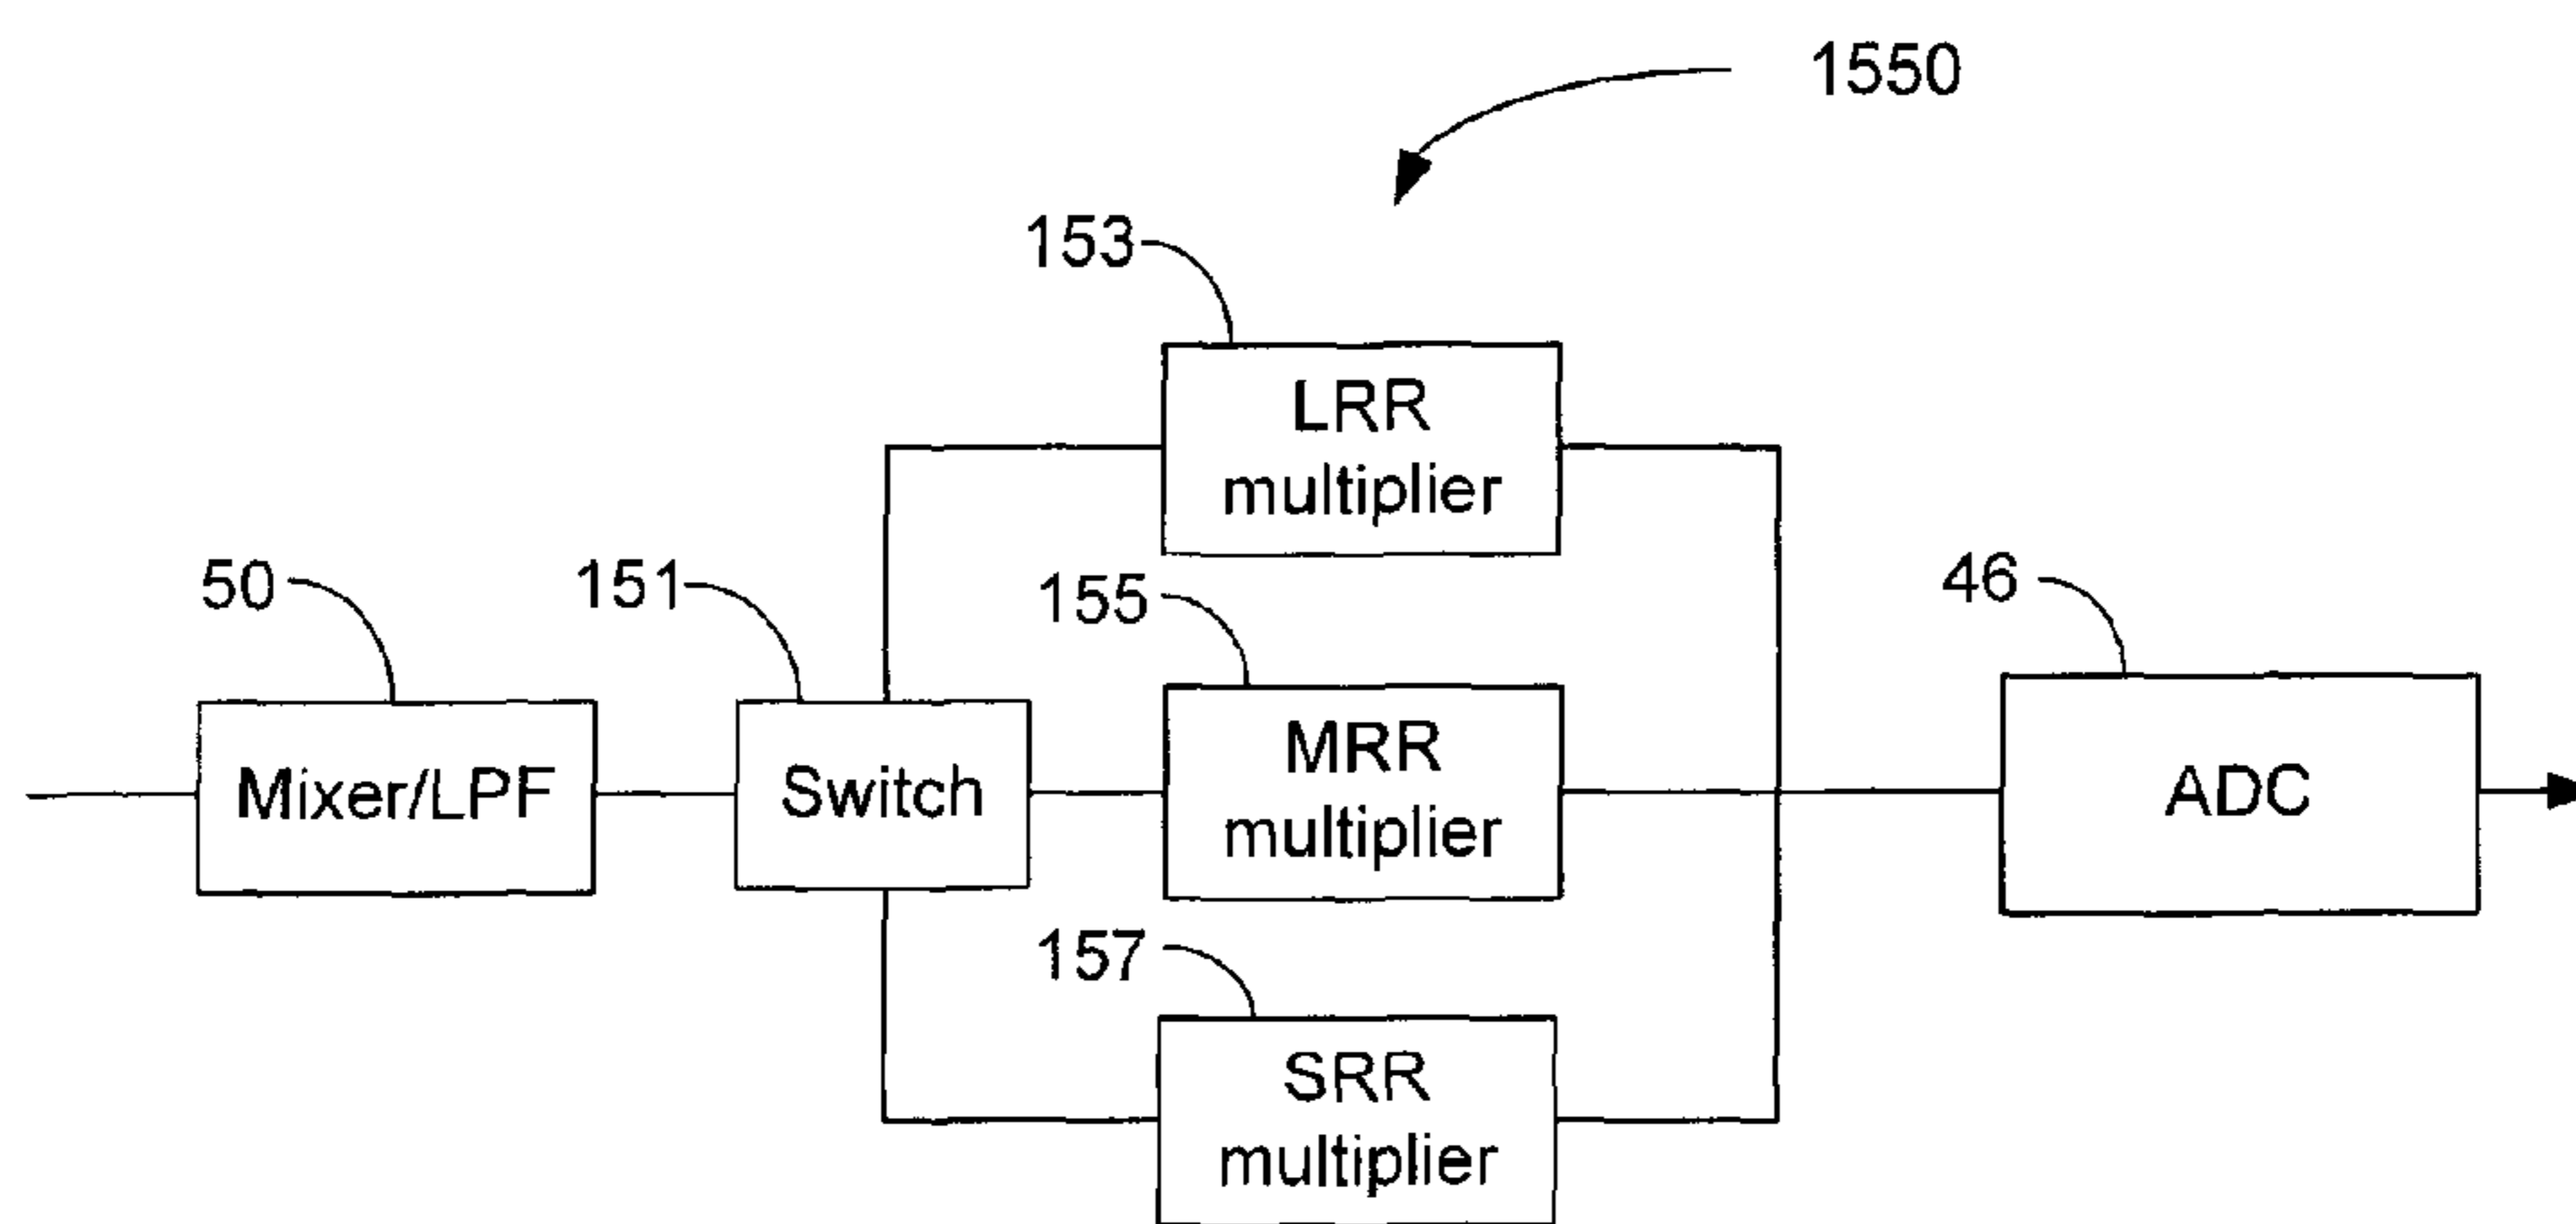 1550
153
LRR
multiplier
50
151
155
46
Mixer/LPF
Switch
MRR
multiplier
ADC
157
SRR
multiplier